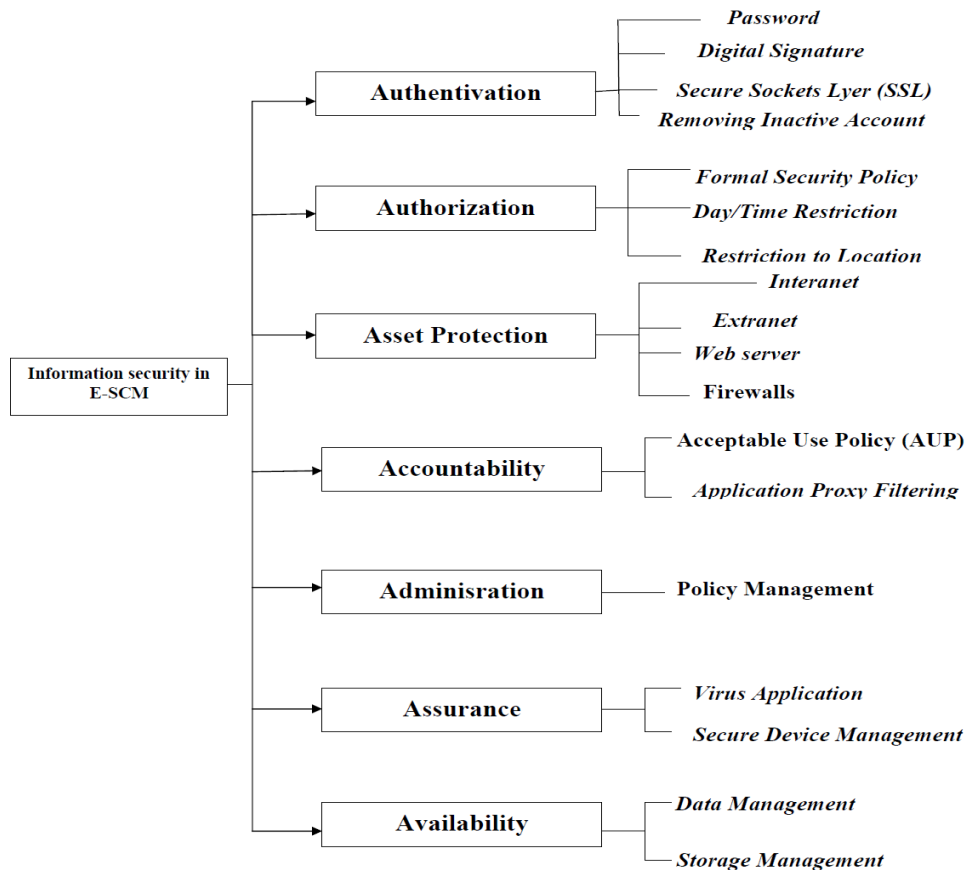 Password
Digital Signature
Authentivation
Secure Sockets Lyer (SSL)
Removing Inactive Account
Formal Security Policy
Authorization
Day/Time Restriction
Restriction to Location
Interanet
Asset Protection
Extranet
Web server
Firewalls
Information security in
E-SCM
Acceptable Use Policy (AUP)
Accountability
Application Proxy Filtering
Adminisration
Policy Management
Virus Application
Assurance
Secure Device Management
Data Management
Availability
Storage Management